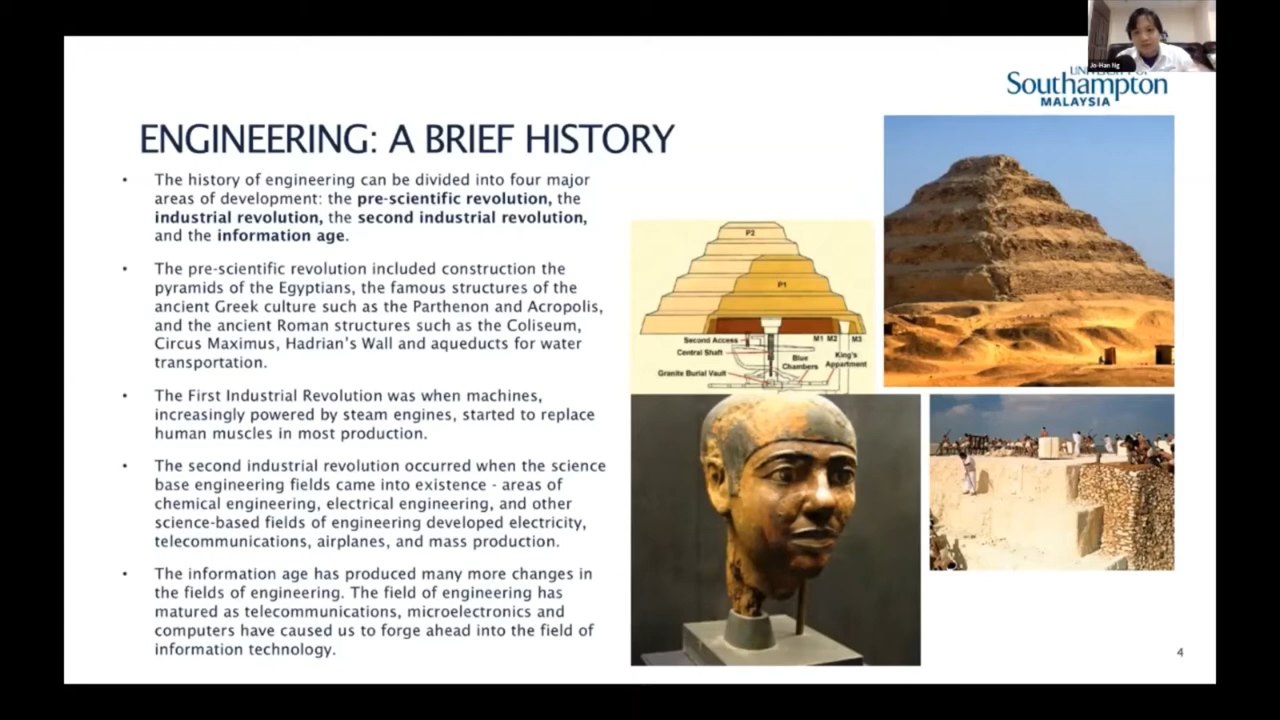 Jo-Han Ng
UNIVERSITY OF
Southampton
MALAYSIA
ENGINEERING: A BRIEF HISTORY
• The history of engineering can be divided into four major
areas of development: the pre-scientific revolution, the
industrial revolution, the second industrial revolution,
and the information age.
• The pre-scientific revolution included construction the
pyramids of the Egyptians, the famous structures of the
ancient Greek culture such as the Parthenon and Acropolis,
and the ancient Roman structures such as the Coliseum,
Circus Maximus, Hadrian's Wall and aqueducts for water
transportation.
• The First Industrial Revolution was when machines,
increasingly powered by steam engines, started to replace
human muscles in most production.
• The second industrial revolution occurred when the science
base engineering fields came into existence - areas of
chemical engineering, electrical engineering, and other
science-based fields of engineering developed electricity,
telecommunications, airplanes, and mass production.
• The information age has produced many more changes in
the fields of engineering. The field of engineering has
matured as telecommunications, microelectronics and
computers have caused us to forge ahead into the field of
information technology.
P2
P1
Second Access
M1 M2 M3
Central Shaft
Blue
Chambers
King's
Appartment
Granite Burial Vault
4